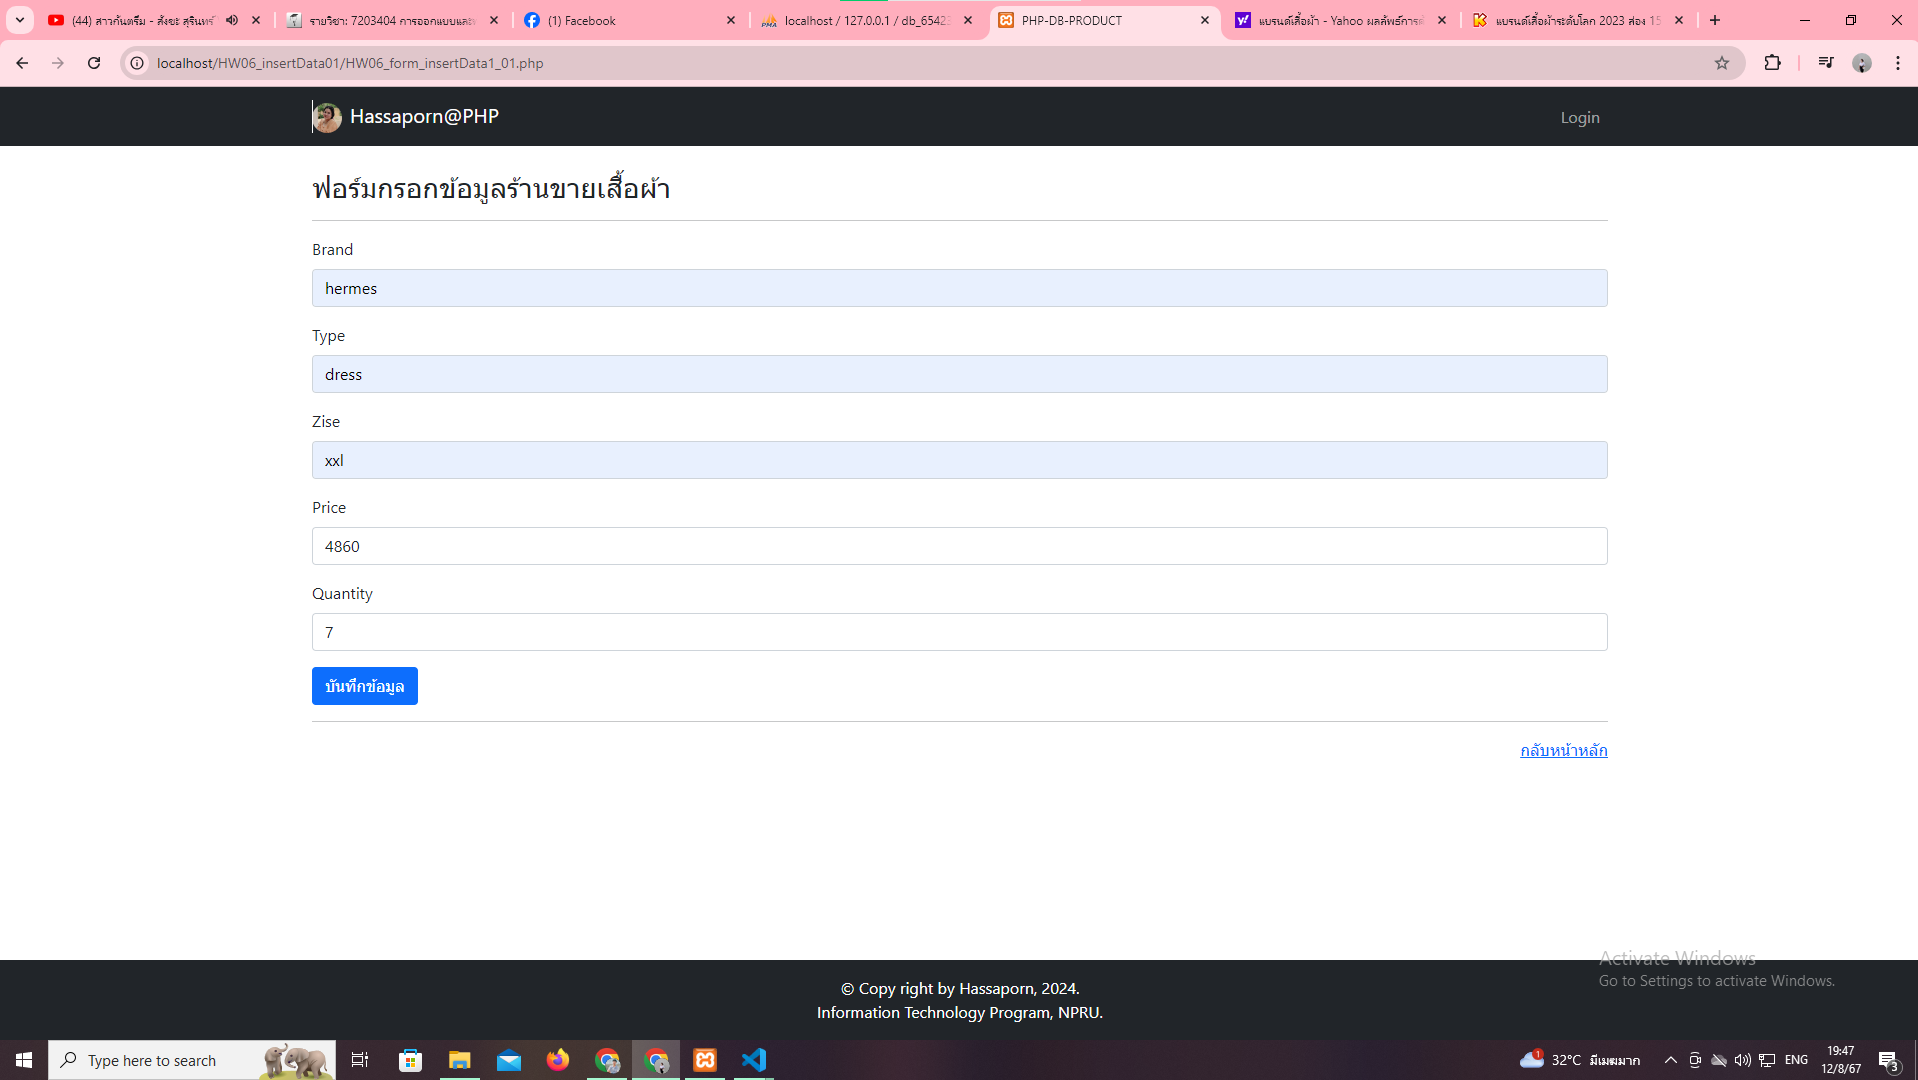 (44) สาวกันตรึม - สังขะ สุรินทร์
รายวิชา: 7203404 การออกแบบและ
(1) Facebook
localhost / 127.0.0.1 / db_6542
PHP-DB-PRODUCT
แบรนด์เสื้อผ้า - Yahoo ผลลัพธ์การค้
แบรนด์เสื้อผ้าระดับโลก 2023 ส่อง 15
localhost/HW06_insertData01/HW06_form_insertData1_01.php
Hassaporn@PHP
Login
ฟอร์มกรอกข้อมูลร้านขายเสื้อผ้า
Brand
hermes
Type
dress
Zise
xxl
Price
4860
Quantity
7
บันทึกข้อมูล
กลับหน้าหลัก
Activate Windows
Go to Settings to activate Windows.
© Copy right by Hassaporn, 2024.
Information Technology Program, NPRU.
Type here to search
1
32°C มีเมฆมาก
ENG
19:47
12/8/67
3